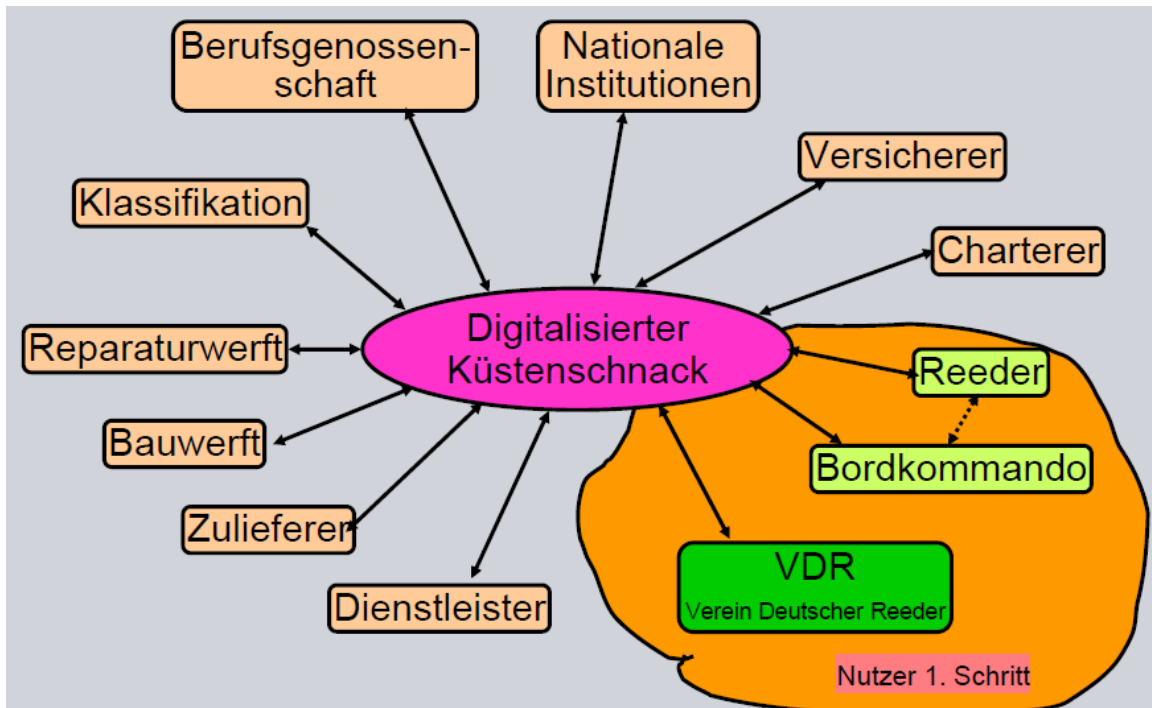 Berufsgenossen-
schaft
Nationale
Institutionen
Versicherer
Klassifikation
Charterer
Digitalisierter
Küstenschnack
Reparaturwerft
Reeder
Bauwerft
Bordkommando
Zulieferer
VDR
Verein Deutscher Reeder
Dienstleister
Nutzer 1. Schritt